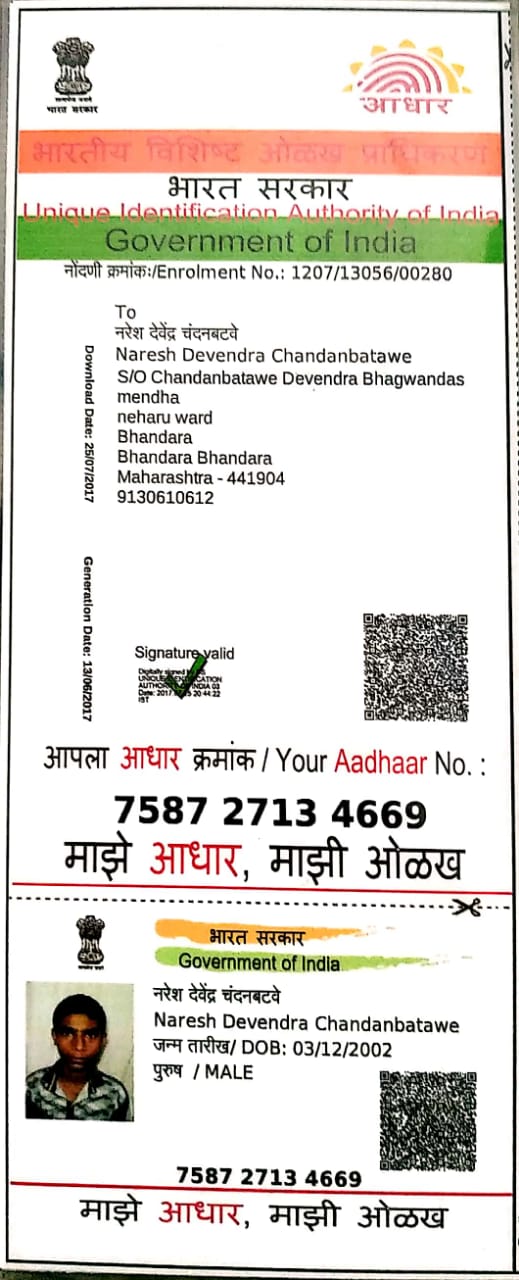 भारत सरकार
आधार
भारतीय विशिष्ट ओळख प्राधिकरण
भारत सरकार
Unique Identification Authority of India
Government of India
नोंदणी क्रमांक:/Enrolment No.: 1207/13056/00280
To
नरेश देवेंद्र चंदनबटवे
Naresh Devendra Chandanbatawe
S/O Chandanbatawe Devendra Bhagwandas
mendha
neharu ward
Bhandara
Bhandara Bhandara
Maharashtra - 441904
9130610612
Download Date: 25/07/2017
Generation Date: 13/06/2017
Signature valid
Digitally signed by
UNIQUE IDENTIFICATION
AUTHORITY OF INDIA 03
Date: 2017 20:44:22
IST
आपला आधार क्रमांक / Your Aadhaar No. :
7587 2713 4669
माझे आधार, माझी ओळख
भारत सरकार
Government of India
नरेश देवेंद्र चंदनबटवे
Naresh Devendra Chandanbatawe
जन्म तारीख/ DOB: 03/12/2002
पुरुष / MALE
7587 2713 4669
माझे आधार, माझी ओळख